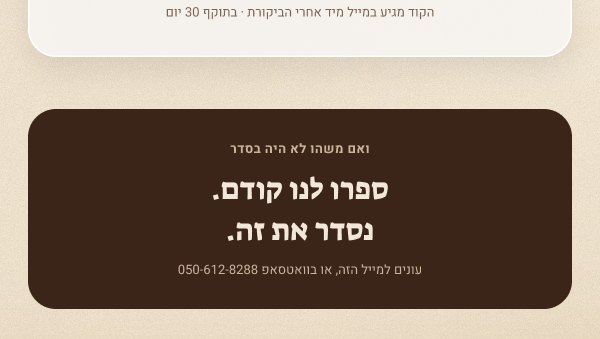 הקוד מגיע במייל מיד אחרי הביקורת · בתוקף 30 יום
ואם משהו לא היה בסדר
ספרו לנו קודם.
נסדר את זה.
עונים למייל הזה, או בוואטסאפ 050-612-8288